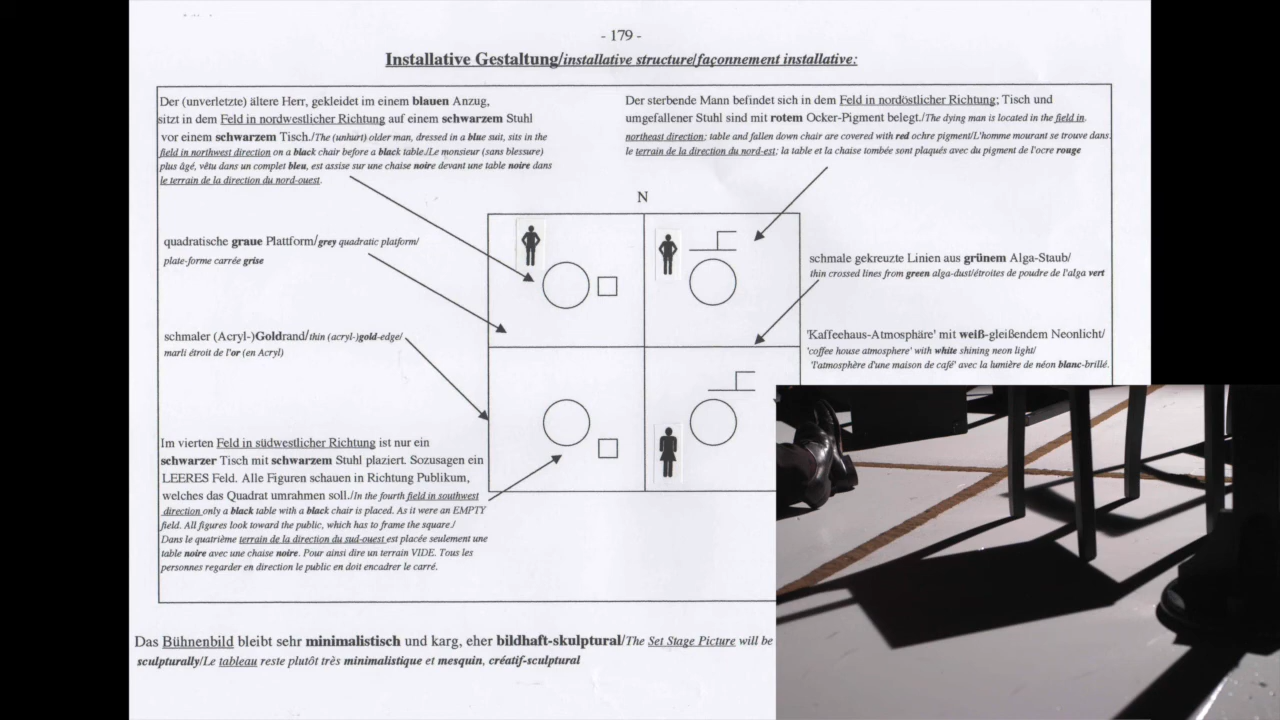 - 179 -
Installative Gestaltung/installative structure/façonnement installative:
Der (unverletzte) ältere Herr, gekleidet im einem blauen Anzug,
sitzt in dem Feld in nordwestlicher Richtung auf einem schwarzem Stuhl
vor einem schwarzem Tisch./The (unhurt) older man, dressed in a blue suit, sits in the
field in northwest direction on a black chair before a black table./Le monsieur (sans blessure)
plus âgé, vêtu dans un complet bleu, est assise sur une chaise noire devant une table noire dans
le terrain de la direction du nord-ouest.
Der sterbende Mann befindet sich in dem Feld in nordöstlicher Richtung; Tisch und
umgefallener Stuhl sind mit rotem Ocker-Pigment belegt./The dying man is located in the field in
northeast direction; table and fallen down chair are covered with red ochre pigment/L'homme mourant se trouve dans
le terrain de la direction du nord-est; la table et la chaise tombée sont plaqués avec du pigment de l'ocre rouge
N
quadratische graue Plattform/grey quadratic platform/
plate-forme carrée grise
schmale gekreuzte Linien aus grünem Alga-Staub/
thin crossed lines from green alga-dust/étroites de poudre de l'alga vert
schmaler (Acryl-)Goldrand/thin (acryl-)gold-edge/
marli étroit de l'or (en Acryl)
'Kaffeehaus-Atmosphäre' mit weiß-gleißendem Neonlicht/
'coffee house atmosphere' with white shining neon light/
'l'atmosphère d'une maison de café' avec la lumière de néon blanc-brillé.
Im vierten Feld in südwestlicher Richtung ist nur ein
schwarzer Tisch mit schwarzem Stuhl plaziert. Sozusagen ein
LEERES Feld. Alle Figuren schauen in Richtung Publikum,
welches das Quadrat umrahmen soll./In the fourth field in southwest
direction only a black table with a black chair is placed. As it were an EMPTY
field. All figures look toward the public, which has to frame the square./
Dans le quatrième terrain de la direction du sud-ouest est placée seulement une
table noire avec une chaise noire. Pour ainsi dire un terrain VIDE. Tous les
personnes regarder en direction le public en doit encadrer le carré.
Das Bühnenbild bleibt sehr minimalistisch und karg, eher bildhaft-skulptural/The Set Stage Picture will be
sculpturally/Le tableau reste plutôt très minimalistique et mesquin, créatif-sculptural